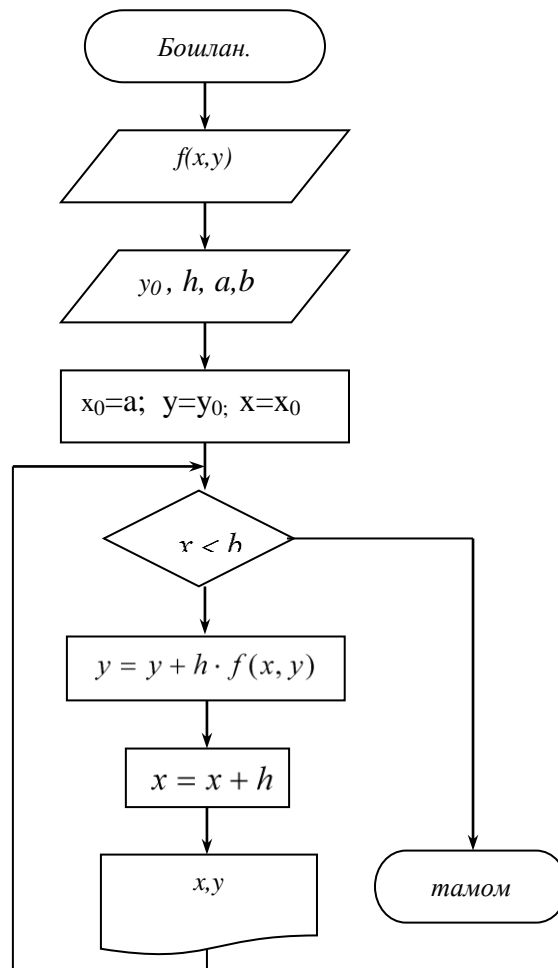 Бошлан.
f(x,y)
y₀ , h, a,b
x₀=a; y=y₀; x=x₀
x < b
y = y + h · f(x, y)
x = x + h
x,y
тамом